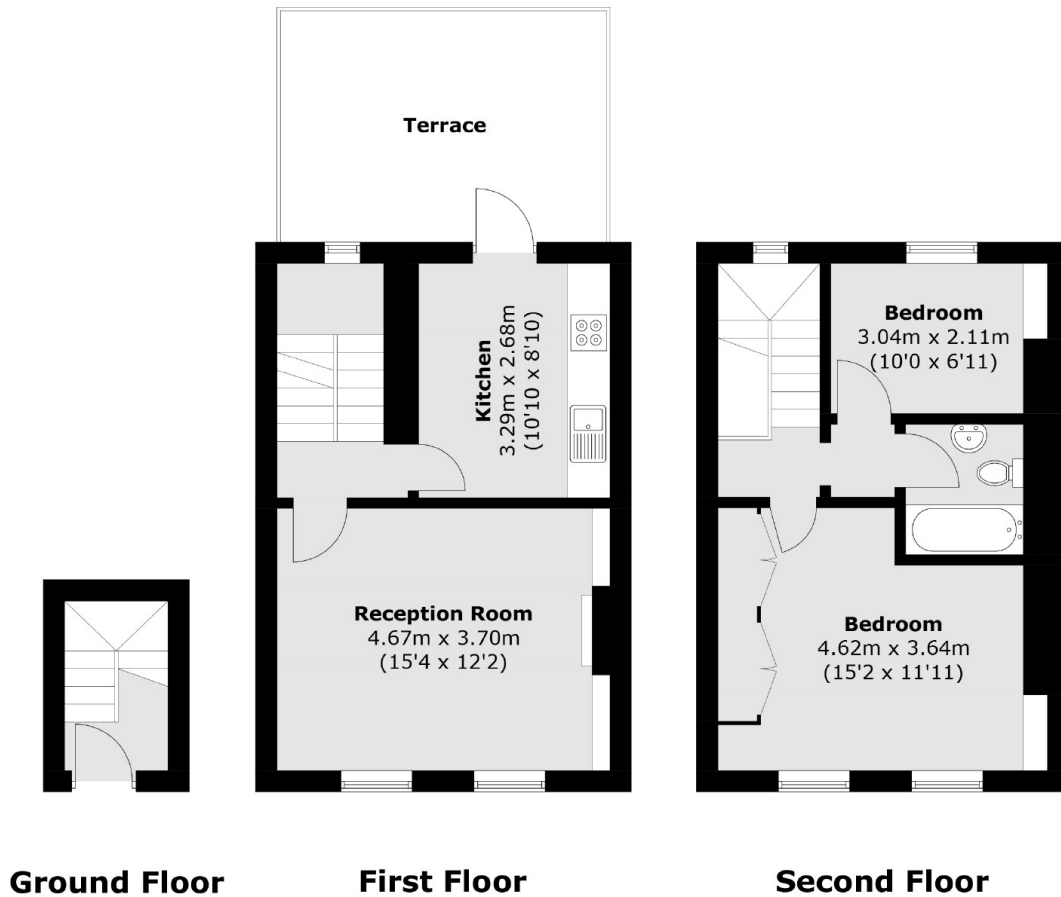 Terrace
Kitchen
3.29m x 2.68m
(10'10 x 8'10)
Bedroom
3.04m x 2.11m
(10'0 x 6'11)
Reception Room
4.67m x 3.70m
(15'4 x 12'2)
Bedroom
4.62m x 3.64m
(15'2 x 11'11)
Ground Floor
First Floor
Second Floor